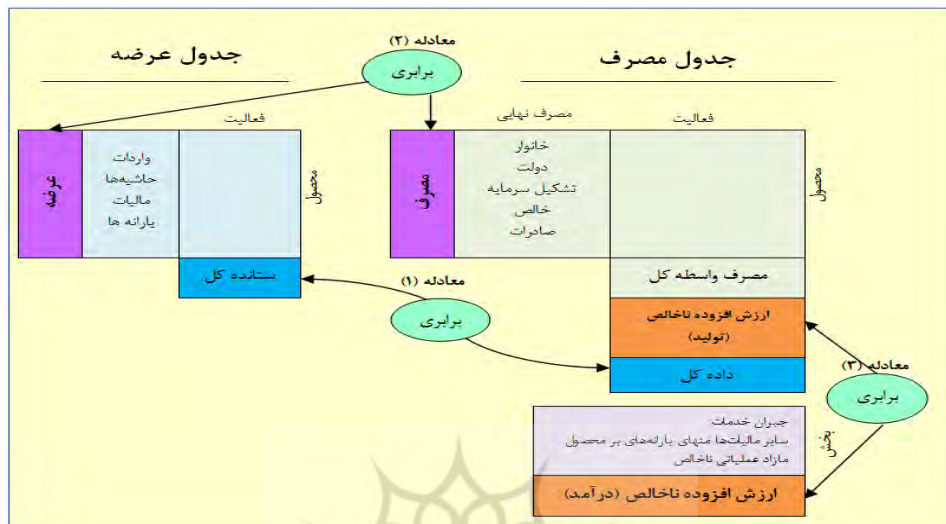 معادله (۲)
برابری
جدول مصرف
جدول عرضه
فعالیت
مصرف نهایی
محصول
خانوار
دولت
تشکیل سرمایه
خالص
صادرات
مصرف
فعالیت
محصول
واردات
حاشیه‌ها
مالیات
یارانه ها
عرضه
ستانده کل
معادله (۱)
برابری
مصرف واسطه کل
ارزش افزوده ناخالص
(تولید)
داده کل
معادله (۳)
برابری
بخش
جبران خدمات
سایر مالیات‌ها منهای یارانه‌های بر محصول
مازاد عملیاتی ناخالص
ارزش افزوده ناخالص (درآمد)